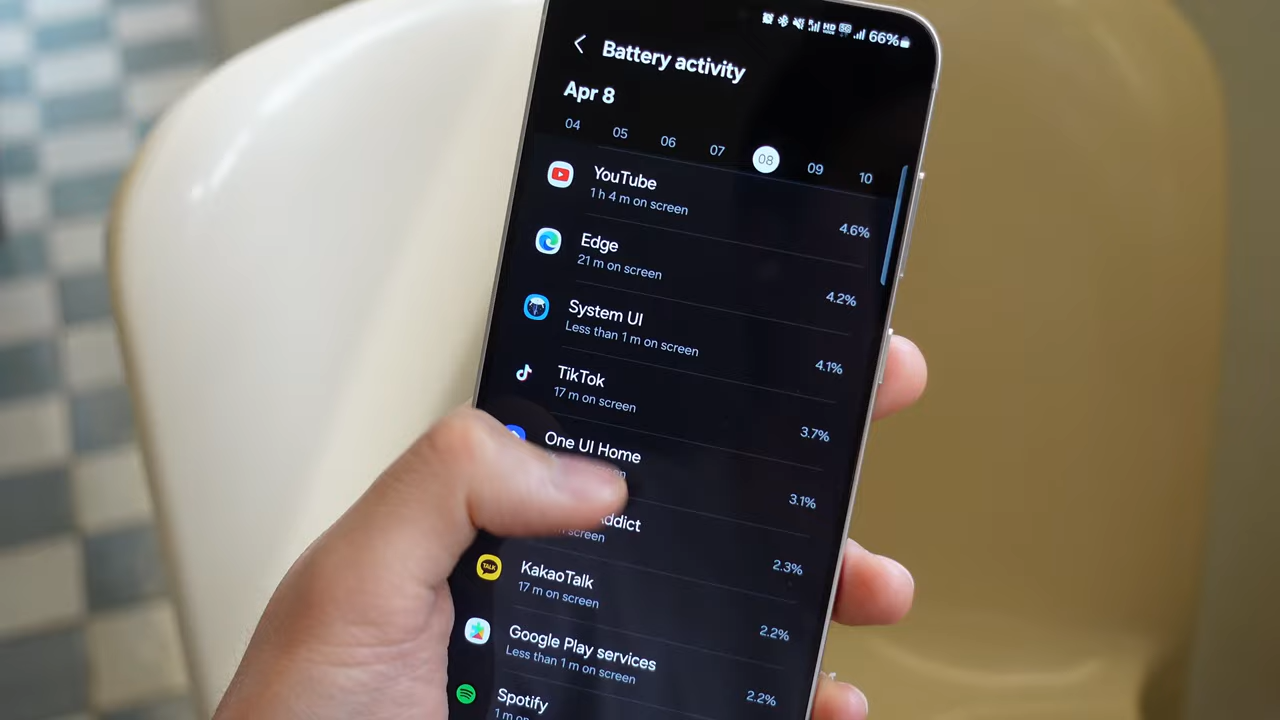 HD 5G 66%
Battery activity
Apr 8
04 05 06 07 08 09 10
YouTube
1 h 4 m on screen
4.6%
Edge
21 m on screen
4.2%
System UI
Less than 1 m on screen
4.1%
TikTok
17 m on screen
3.7%
One UI Home
3.1%
screen
2.3%
TALK
KakaoTalk
17 m on screen
2.2%
Google Play services
Less than 1 m on screen
2.2%
Spotify
1 m